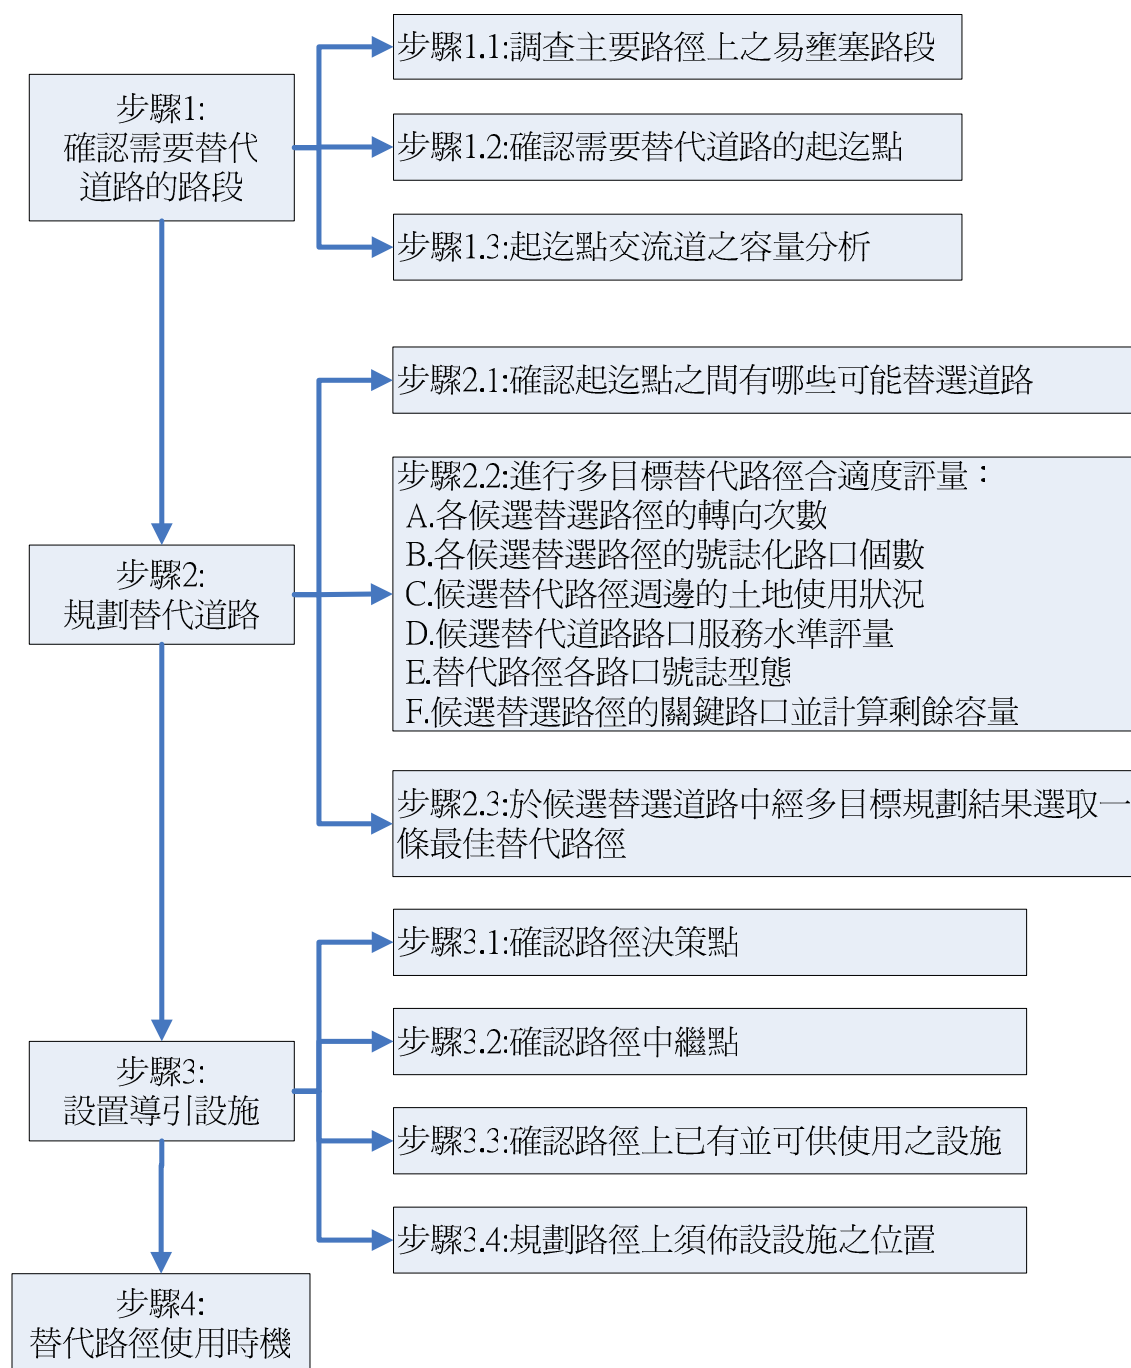 步驟1:
確認需要替代
道路的路段
步驟1.1:調查主要路徑上之易壅塞路段
步驟1.2:確認需要替代道路的起迄點
步驟1.3:起迄點交流道之容量分析
步驟2:
規劃替代道路
步驟2.1:確認起迄點之間有哪些可能替選道路
步驟2.2:進行多目標替代路徑合適度評量：
A.各候選替選路徑的轉向次數
B.各候選替選路徑的號誌化路口個數
C.候選替代路徑週邊的土地使用狀況
D.候選替代道路路口服務水準評量
E.替代路徑各路口號誌型態
F.候選替選路徑的關鍵路口並計算剩餘容量
步驟2.3:於候選替選道路中經多目標規劃結果選取一
條最佳替代路徑
步驟3:
設置導引設施
步驟3.1:確認路徑決策點
步驟3.2:確認路徑中繼點
步驟3.3:確認路徑上已有並可供使用之設施
步驟3.4:規劃路徑上須佈設設施之位置
步驟4:
替代路徑使用時機